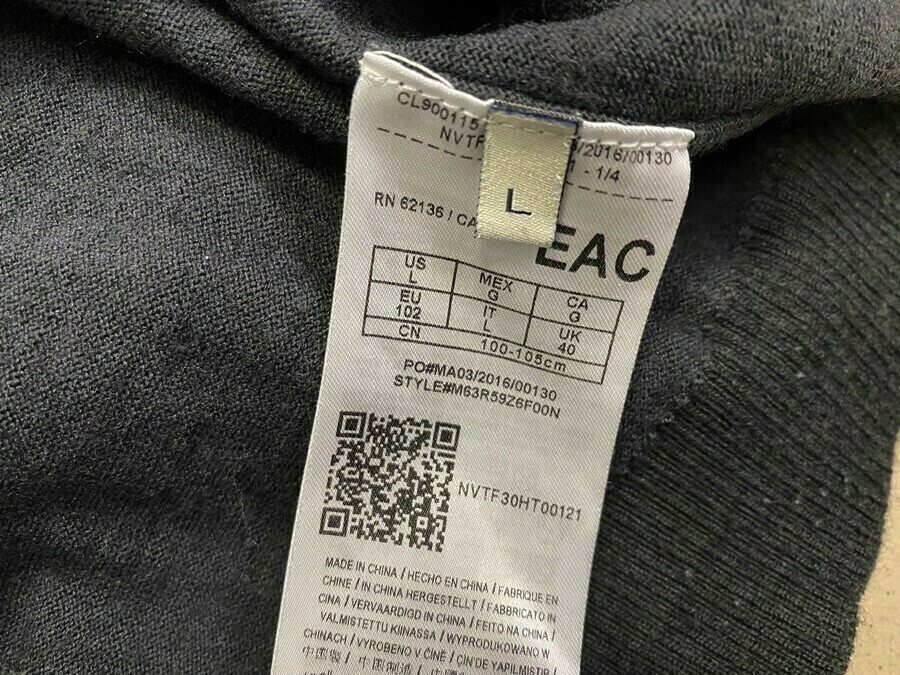 CL900115
/2016/00130
NVTF
- 1/4
L
RN 62136 / CA
EAC
US MEX CA
L G G
EU IT UK
102 L 40
CN 100-105cm
PO#MA03/2016/00130
STYLE#M63R59Z6F00N
NVTF30HT00121
MADE IN CHINA / HECHO EN CHINA / FABRIQUE EN
CHINE / IN CHINA HERGESTELLT / FABBRICATO IN
CINA / VERVAARDIGD IN CHINA / FEITO NA CHINA /
VALMISTETTU KIINASSA / WYPRODUKOWANO W
CHINACH / VYROBENO V ČÍNĚ / ÇIN'DE YAPILMIŞTIR /
中国製 / 中国制造 /